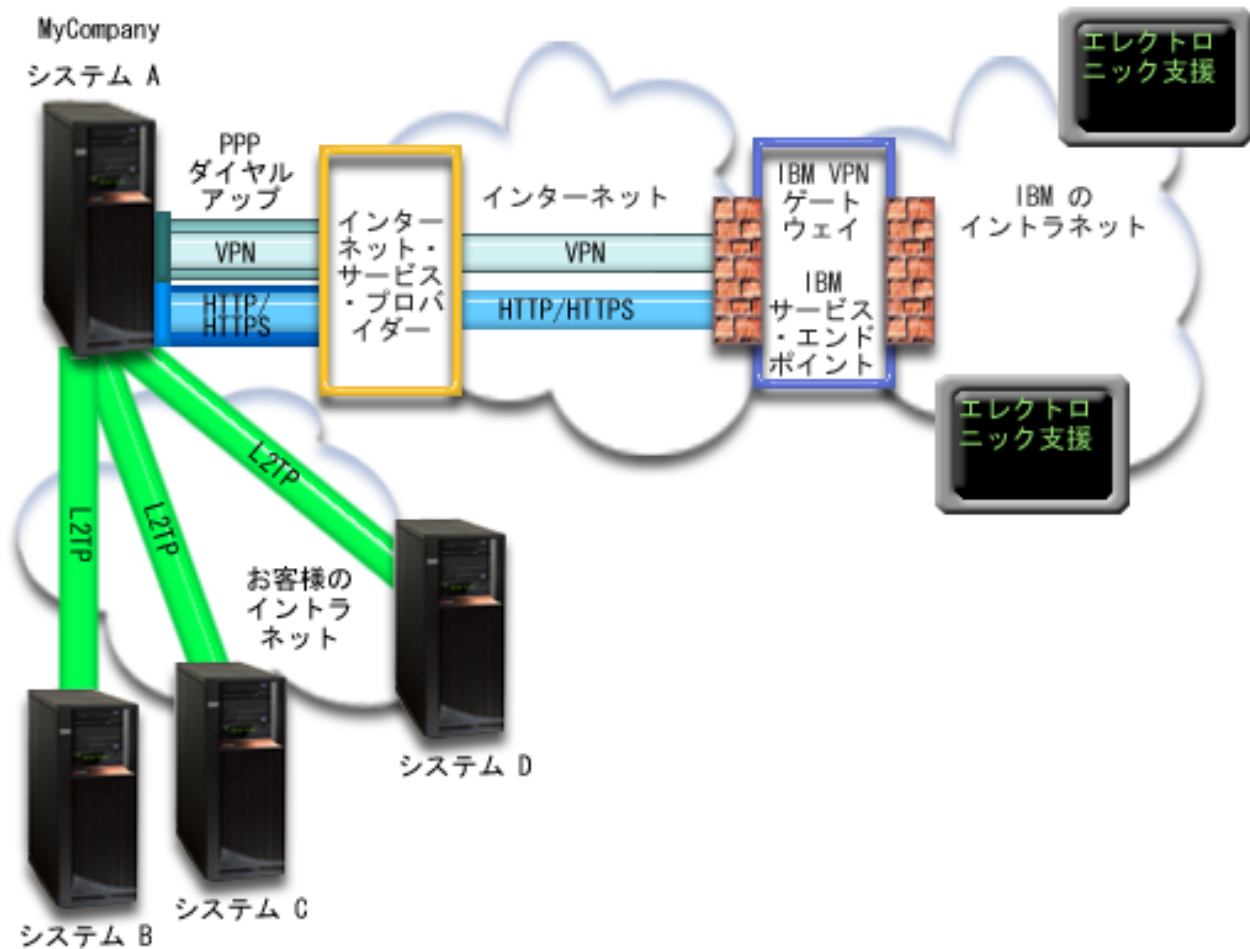 MyCompany
システム A
エレクトロ
ニック支援
PPP
ダイヤル
アップ
VPN
HTTP/
HTTPS
インター
ネット・
サービス
・プロバ
イダー
インターネット
VPN
HTTP/HTTPS
IBM VPN
ゲート
ウェイ
IBM
サービス
・エンド
ポイント
IBM の
イントラネット
エレクトロ
ニック支援
L2TP
L2TP
L2TP
お客様の
イントラ
ネット
システム D
システム C
システム B